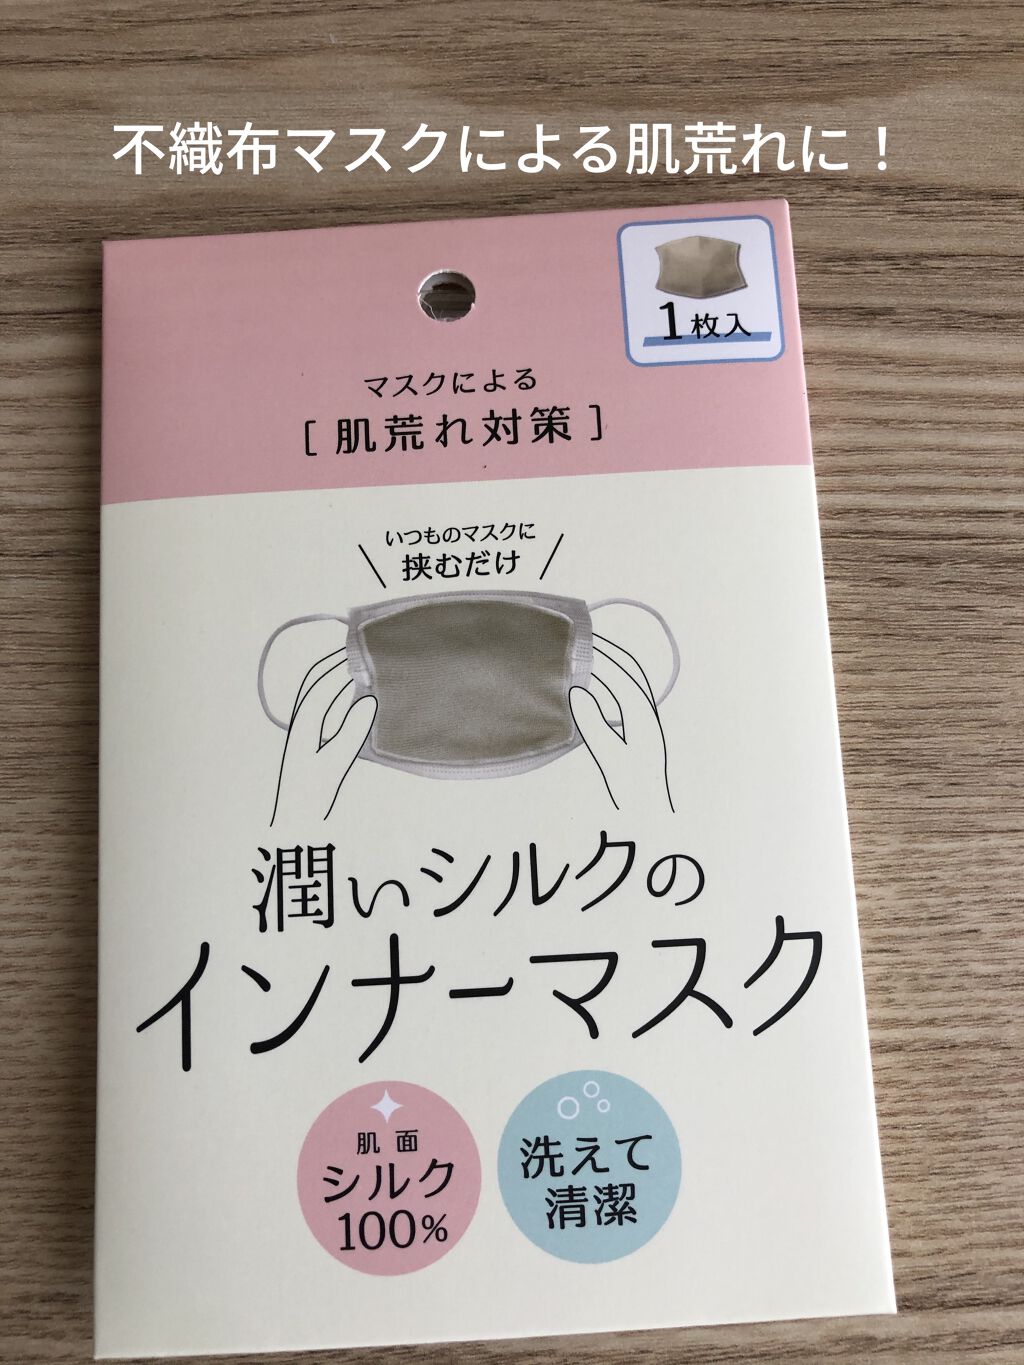 不織布マスクによる肌荒れに！
1枚入
マスクによる
[肌荒れ対策]
いつものマスクに
挟むだけ
潤いシルクの
インナーマスク
肌面
シルク
100%
洗えて
清潔